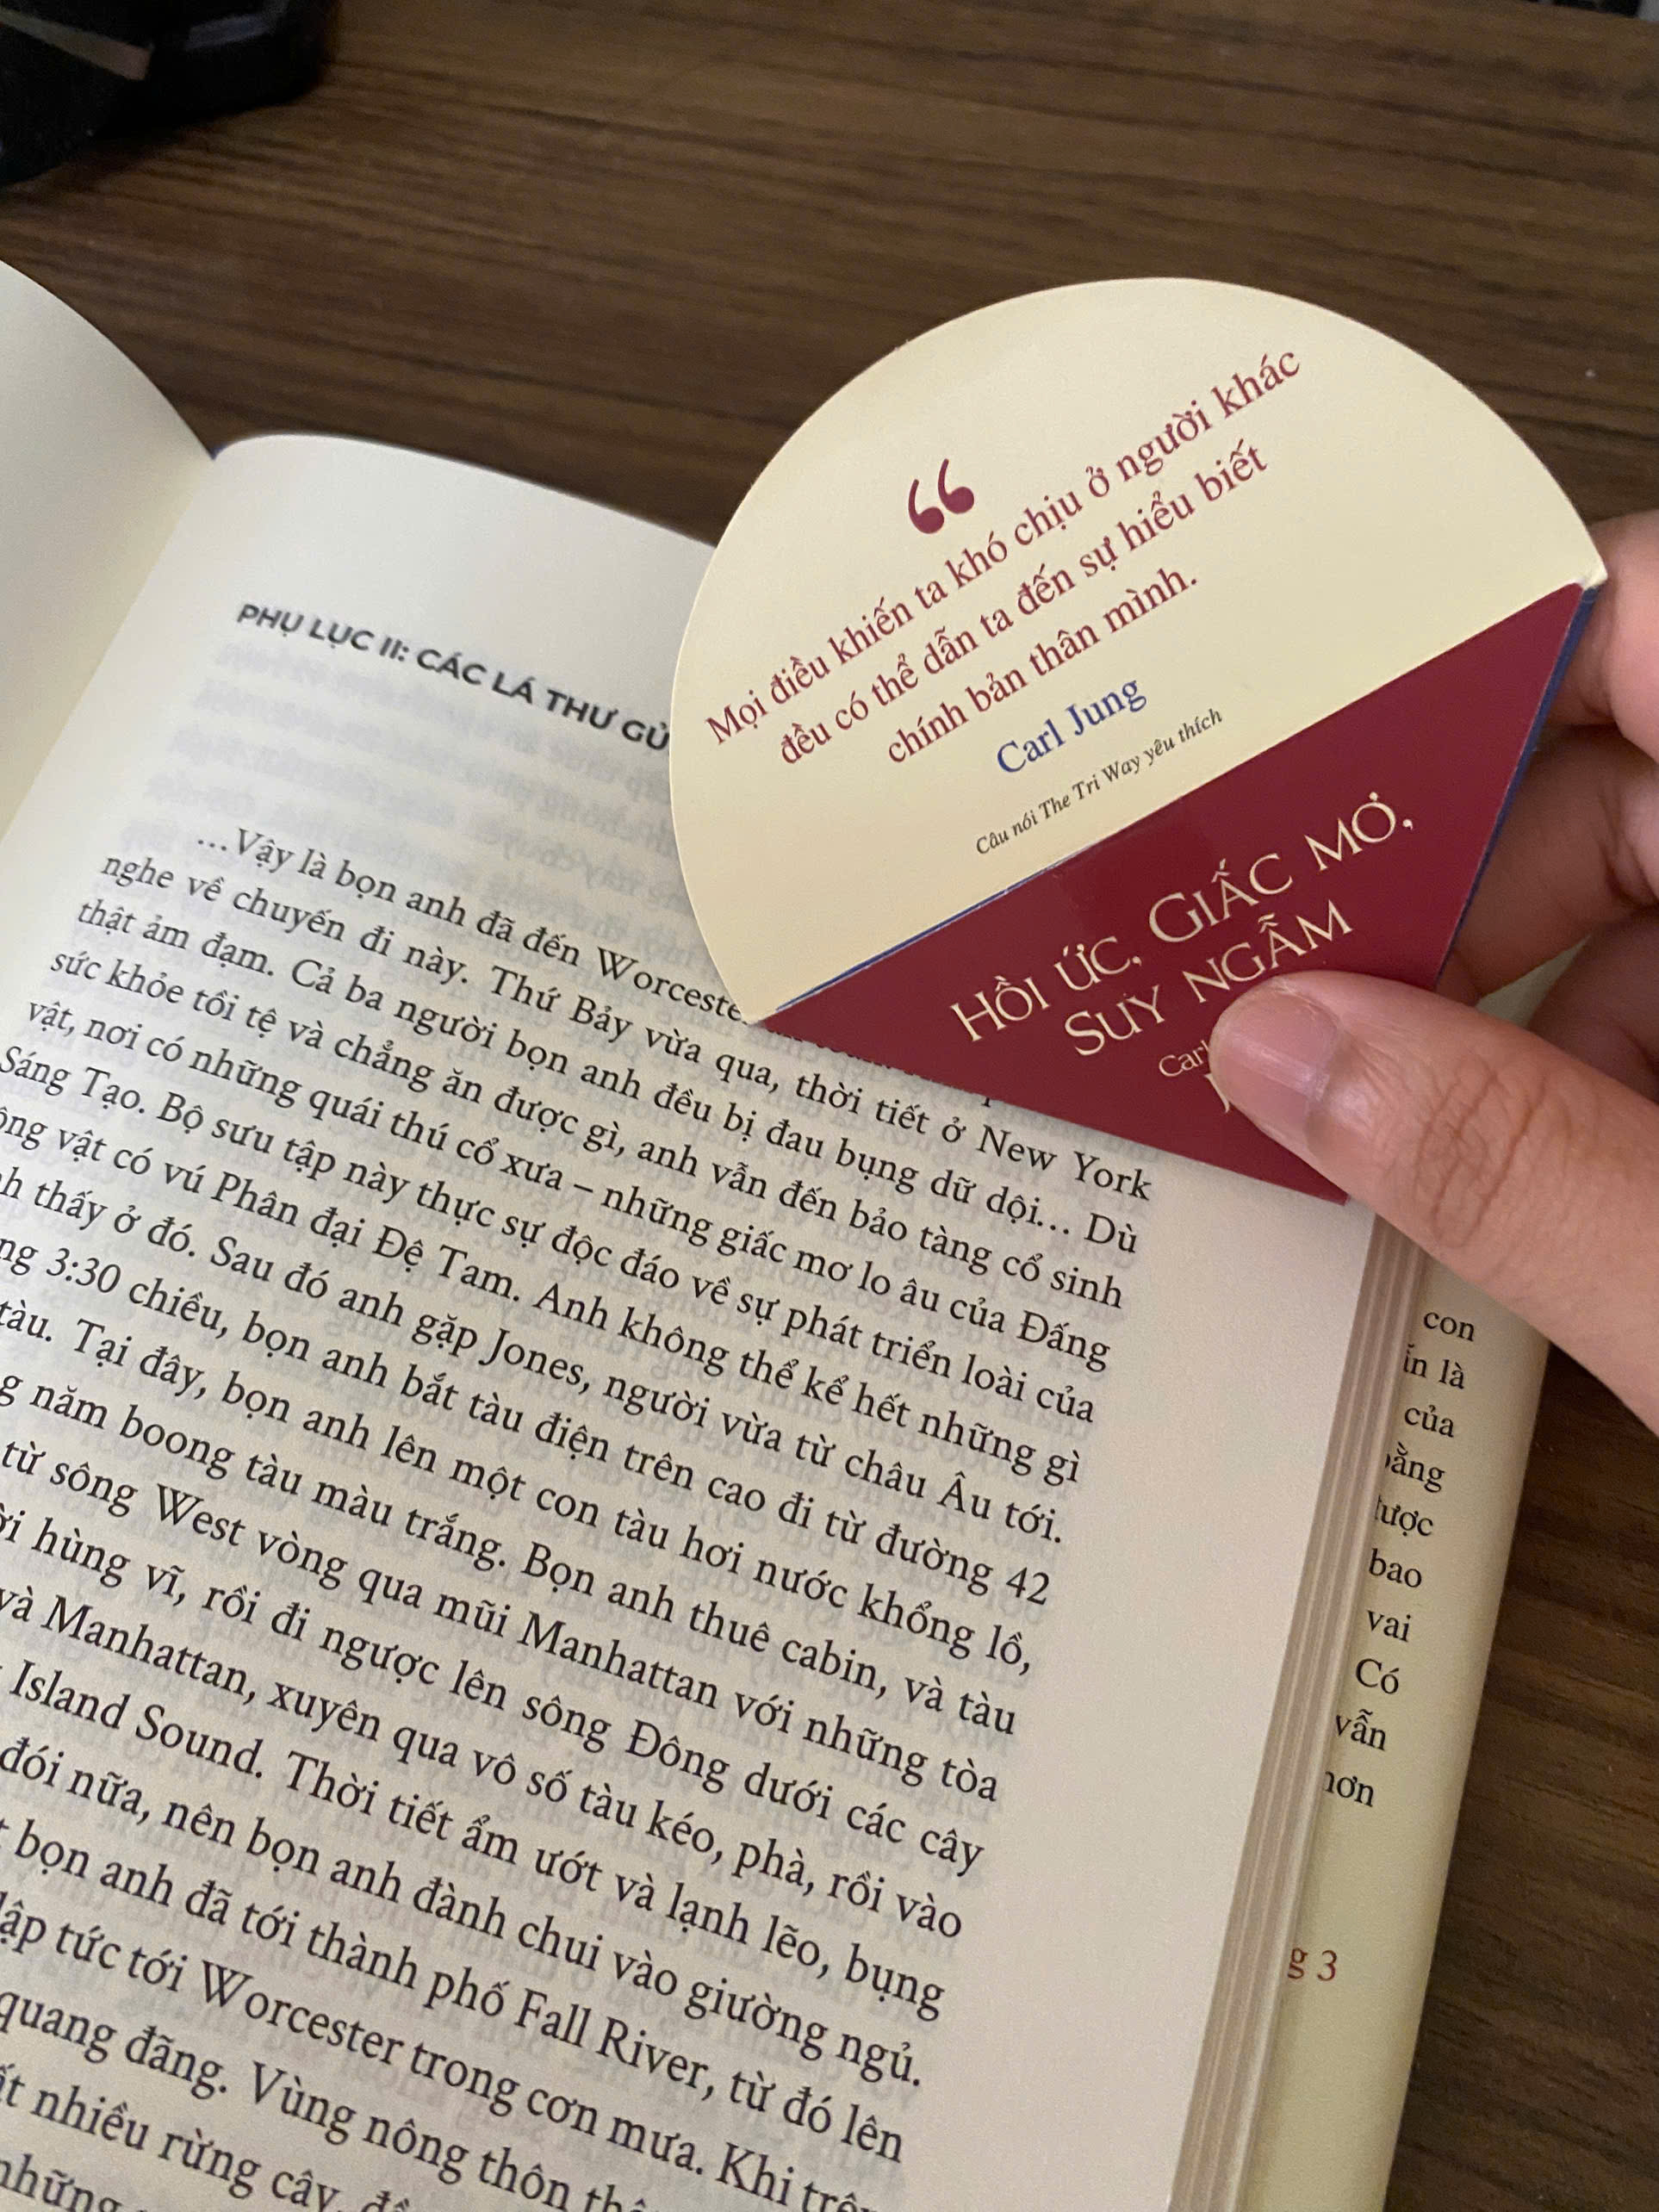 “
Mọi điều khiến ta khó chịu ở người khác
đều có thể dẫn ta đến sự hiểu biết
chính bản thân mình.
Carl Jung
Câu nói The Tri Way yêu thích
HỒI ỨC, GIẤC MƠ,
SUY NGẪM
PHỤ LỤC II: CÁC LÁ THƯ
...Vậy là bọn anh đã đến
nghe về chuyến đi này. Thứ Bảy vừa qua, thời tiết ở New York
thật ảm đạm. Cả ba người bọn anh đều bị đau bụng dữ dội... Dù
sức khỏe tồi tệ và chẳng ăn được gì, anh vẫn đến bảo tàng cổ sinh
vật, nơi có những quái thú cổ xưa – những giấc mơ lo âu của Đấng
Sáng Tạo. Bộ sưu tập này thực sự độc đáo về sự phát triển loài của
vật có vú Phân đại Đệ Tam. Anh không thể kể hết những gì
thấy ở đó. Sau đó anh gặp Jones, người vừa từ châu Âu tới.
3:30 chiều, bọn anh bắt tàu điện trên cao đi từ đường 42
tàu. Tại đây, bọn anh lên một con tàu hơi nước khổng lồ,
năm boong tàu màu trắng. Bọn anh thuê cabin, và tàu
từ sông West vòng qua mũi Manhattan với những tòa
hùng vĩ, rồi đi ngược lên sông Đông dưới các cây
và Manhattan, xuyên qua vô số tàu kéo, phà, rồi vào
Island Sound. Thời tiết ẩm ướt và lạnh lẽo, bụng
đói nữa, nên bọn anh đành chui vào giường ngủ.
bọn anh đã tới thành phố Fall River, từ đó lên
lập tức tới Worcester trong cơn mưa. Khi
quang đãng. Vùng nông thôn
nhiều rừng cây,
những
con
là
của
bao
vai
Có
vẫn
3